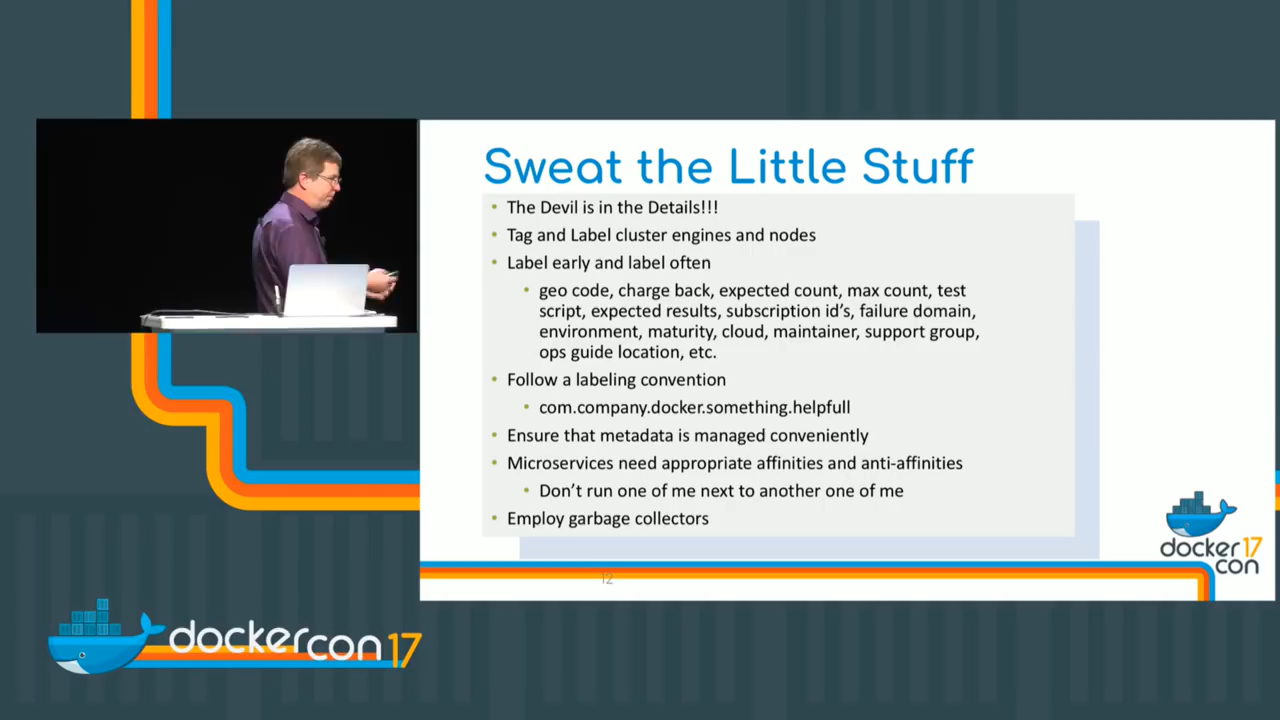 Sweat the Little Stuff
• The Devil is in the Details!!!
• Tag and Label cluster engines and nodes
• Label early and label often
• geo code, charge back, expected count, max count, test
script, expected results, subscription id’s, failure domain,
environment, maturity, cloud, maintainer, support group,
ops guide location, etc.
• Follow a labeling convention
• com.company.docker.something.helpfull
• Ensure that metadata is managed conveniently
• Microservices need appropriate affinities and anti-affinities
• Don’t run one of me next to another one of me
• Employ garbage collectors
12
docker 17
con
dockercon 17